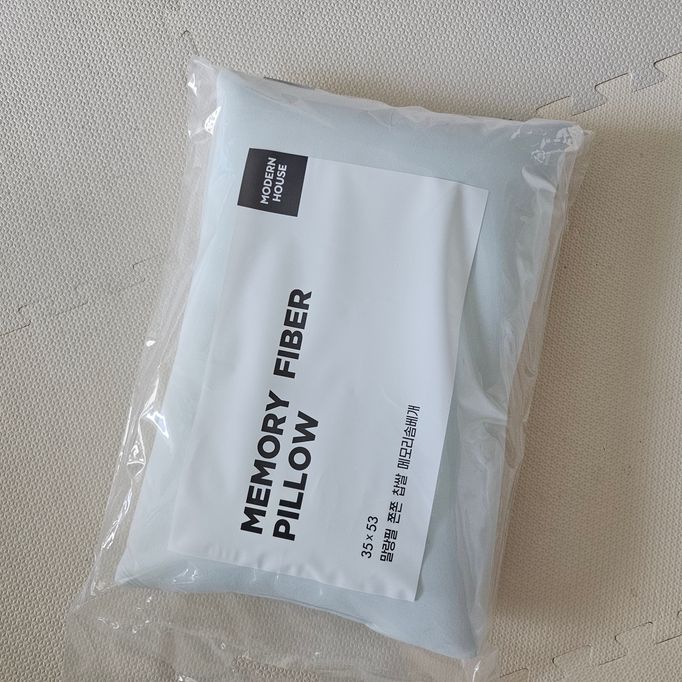 MODERN
HOUSE
MEMORY FIBER
PILLOW
35 × 53
말랑필 쫀쫀 찹쌀 메모리솜베개